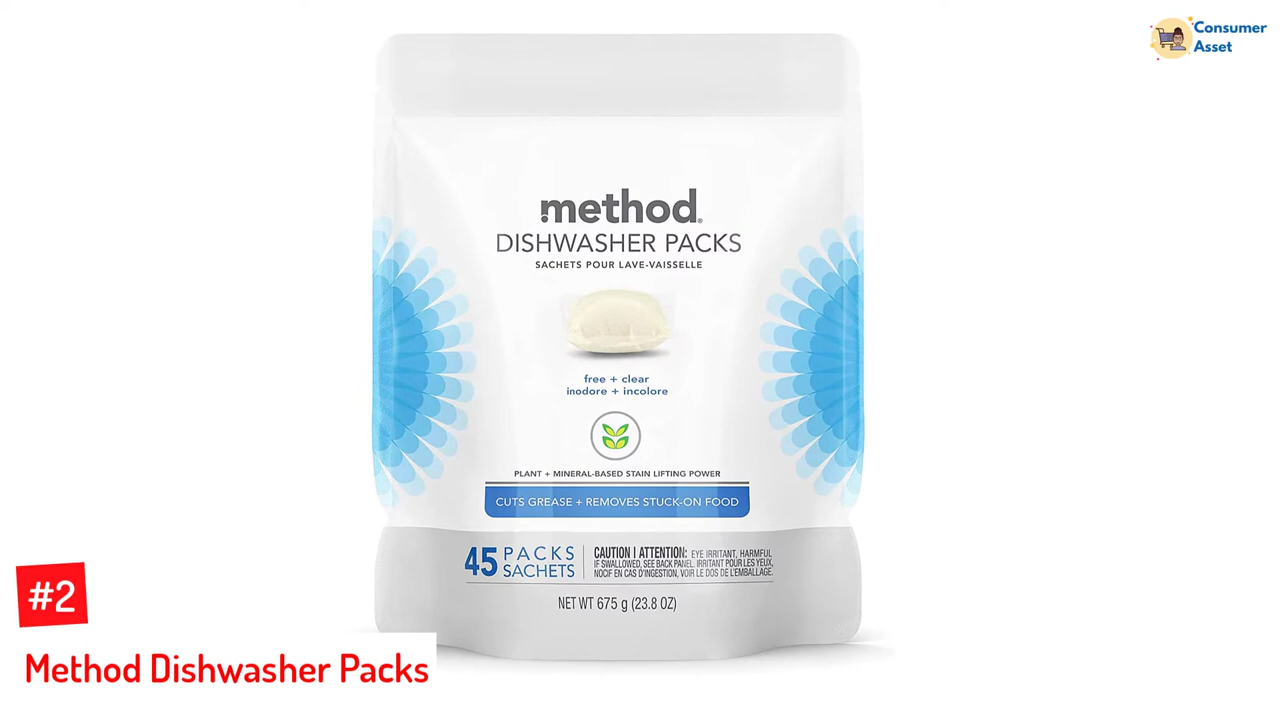 Consumer
Asset
method®
DISHWASHER PACKS
SACHETS POUR LAVE-VAISSELLE
free + clear
inodore + incolore
PLANT + MINERAL-BASED STAIN LIFTING POWER
CUTS GREASE + REMOVES STUCK-ON FOOD
45 PACKS
SACHETS
CAUTION | ATTENTION: EYE IRRITANT, HARMFUL
IF SWALLOWED, SEE BACK PANEL. IRRITANT POUR LES YEUX,
NOCIF EN CAS D'INGESTION, VOIR LE DOS DE L'EMBALLAGE.
NET WT 675 g (23.8 OZ)
#2
Method Dishwasher Packs